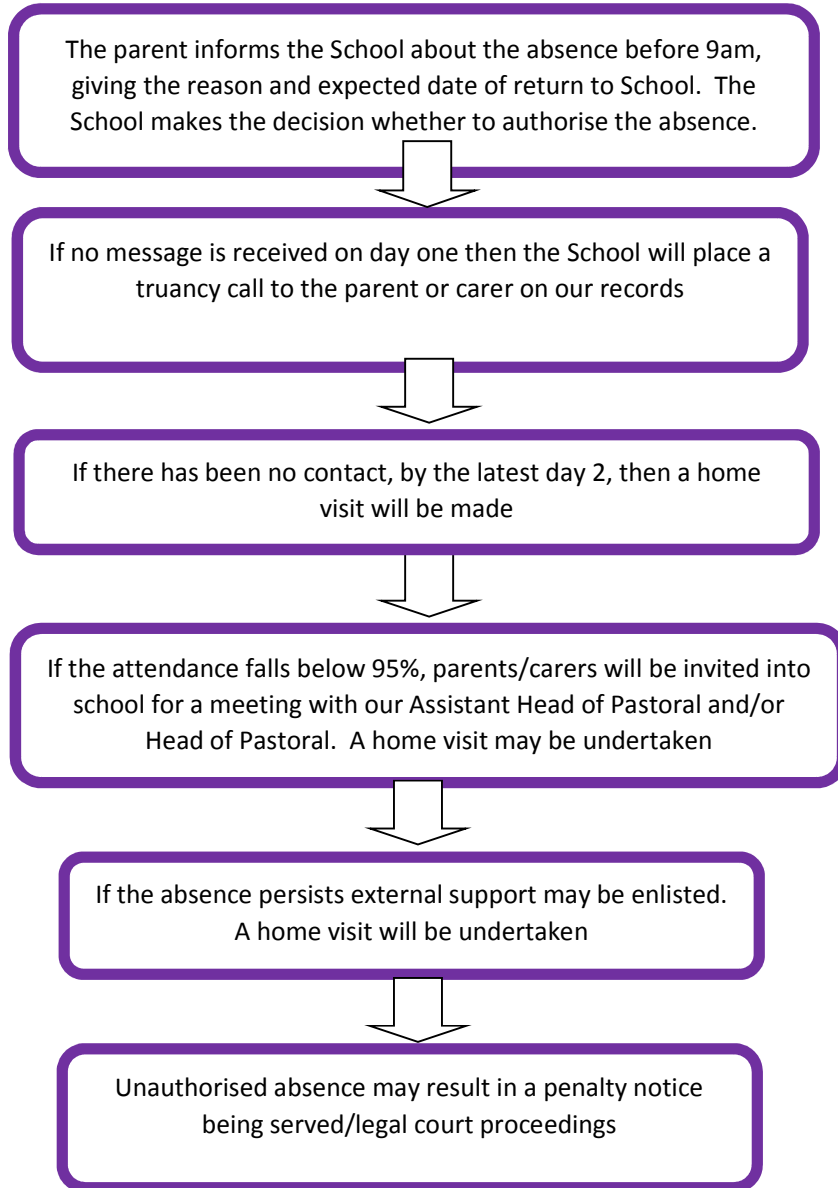 The parent informs the School about the absence before 9am,
giving the reason and expected date of return to School.  The
School makes the decision whether to authorise the absence.
If no message is received on day one then the School will place a
truancy call to the parent or carer on our records
If there has been no contact, by the latest day 2, then a home
visit will be made
If the attendance falls below 95%, parents/carers will be invited into
school for a meeting with our Assistant Head of Pastoral and/or
Head of Pastoral.  A home visit may be undertaken
If the absence persists external support may be enlisted.
A home visit will be undertaken
Unauthorised absence may result in a penalty notice
being served/legal court proceedings